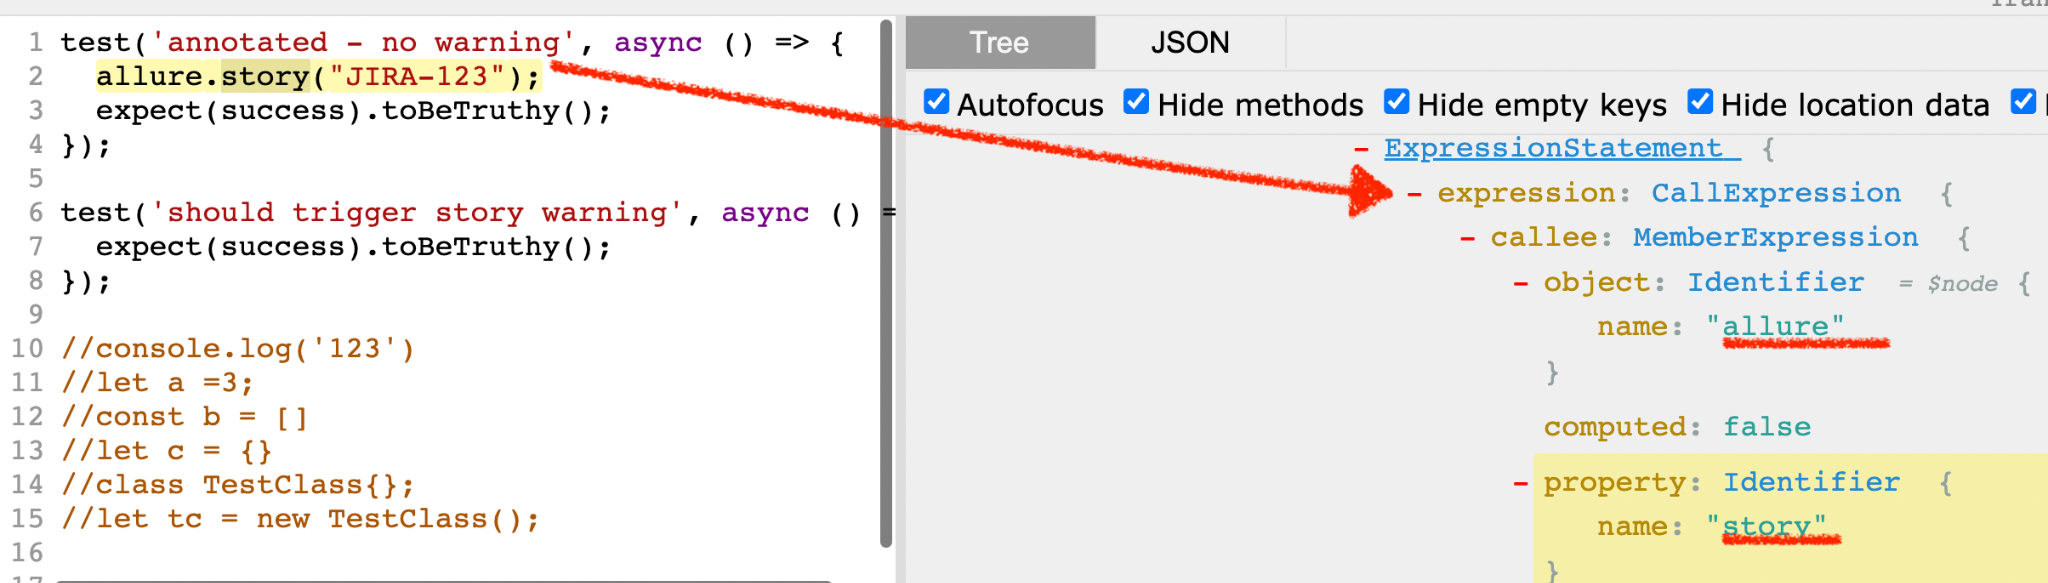 1 test('annotated - no warning', async () => {
2 allure.story("JIRA-123");
3 expect(success).toBeTruthy();
4 });
5
6 test('should trigger story warning', async () =
7 expect(success).toBeTruthy();
8 });
9
10 //console.log('123')
11 //let a =3;
12 //const b = []
13 //let c = {}
14 //class TestClass{};
15 //let tc = new TestClass();
16
Tree JSON
Autofocus Hide methods Hide empty keys Hide location data
- ExpressionStatement {
- expression: CallExpression {
- callee: MemberExpression {
- object: Identifier = $node {
name: "allure"
}
computed: false
- property: Identifier {
name: "story"
}